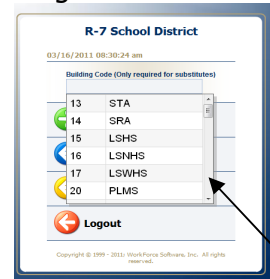 R-7 School District
03/16/2011 08:30:24 am
Building Code (Only required for substitutes)
13 STA
14 SRA
15 LSHS
16 LSNHS
17 LSWHS
20 PLMS
Logout
Copyright © 1999 - 2011: WorkForce Software, Inc. All rights
reserved.